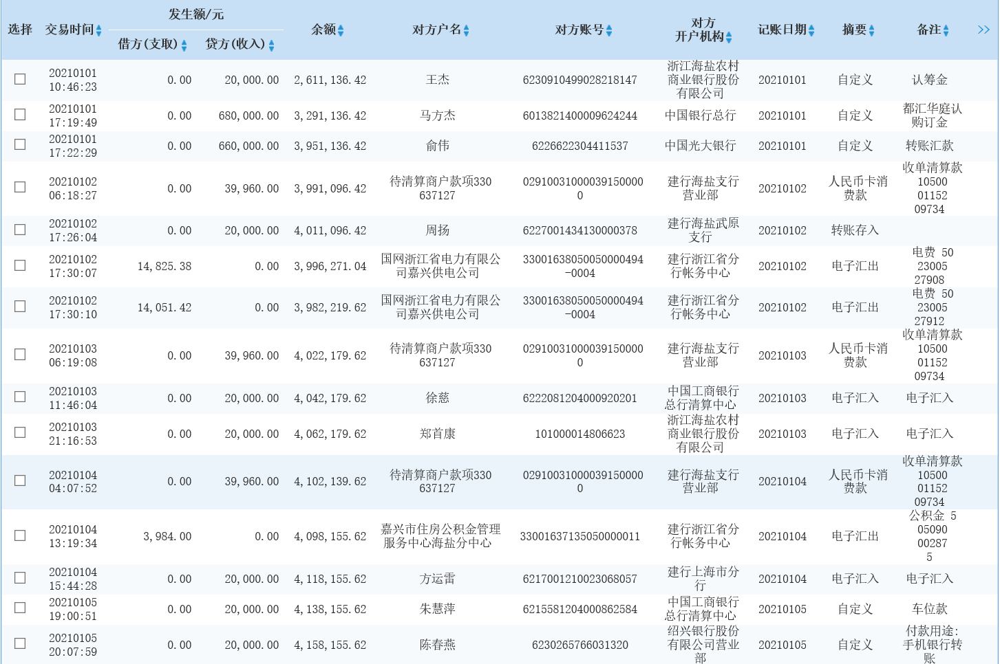 选择 交易时间 发生额/元 借方(支取) 贷方(收入) 余额 对方户名 对方账号 对方 开户机构 记账日期 摘要 备注 >>
20210101 10:46:23 0.00 20,000.00 2,611,136.42 王杰 6230910499028218147 浙江海盐农村商业银行股份有限公司 20210101 自定义 认筹金
20210101 17:19:49 0.00 680,000.00 3,291,136.42 马方杰 6013821400009624244 中国银行总行 20210101 自定义 都汇华庭认购订金
20210101 17:22:29 0.00 660,000.00 3,951,136.42 俞伟 6226622304411537 中国光大银行 20210101 自定义 转账汇款
20210102 06:18:27 0.00 39,960.00 3,991,096.42 待清算商户款项330637127 029100310000391500000 建行海盐支行营业部 20210102 人民币卡消费款 收单清算款 10500 01152 09734
20210102 17:26:04 0.00 20,000.00 4,011,096.42 周扬 6227001434130000378 建行海盐武原支行 20210102 转账存入
20210102 17:30:07 14,825.38 0.00 3,996,271.04 国网浙江省电力有限公司嘉兴供电公司 33001638050050000494-0004 建行浙江省分行帐务中心 20210102 电子汇出 电费 50 23005 27908
20210102 17:30:10 14,051.42 0.00 3,982,219.62 国网浙江省电力有限公司嘉兴供电公司 33001638050050000494-0004 建行浙江省分行帐务中心 20210102 电子汇出 电费 50 23005 27912
20210103 06:19:08 0.00 39,960.00 4,022,179.62 待清算商户款项330637127 029100310000391500000 建行海盐支行营业部 20210103 人民币卡消费款 收单清算款 10500 01152 09734
20210103 11:46:04 0.00 20,000.00 4,042,179.62 徐慈 6222081204000920201 中国工商银行总行清算中心 20210103 电子汇入 电子汇入
20210103 21:16:53 0.00 20,000.00 4,062,179.62 郑首康 101000014806623 浙江海盐农村商业银行股份有限公司 20210103 电子汇入 电子汇入
20210104 04:07:52 0.00 39,960.00 4,102,139.62 待清算商户款项330637127 029100310000391500000 建行海盐支行营业部 20210104 人民币卡消费款 收单清算款 10500 01152 09734
20210104 13:19:34 3,984.00 0.00 4,098,155.62 嘉兴市住房公积金管理服务中心海盐分中心 33001637135050000011 建行浙江省分行帐务中心 20210104 电子汇出 公积金 5 05090 00287 5
20210104 15:44:28 0.00 20,000.00 4,118,155.62 方运雷 6217001210023068057 建行上海市分行 20210104 电子汇入 电子汇入
20210105 19:00:51 0.00 20,000.00 4,138,155.62 朱慧萍 6215581204000862584 中国工商银行总行清算中心 20210105 自定义 车位款
20210105 20:07:59 0.00 20,000.00 4,158,155.62 陈春燕 6230265766031320 绍兴银行股份有限公司营业部 20210105 自定义 付款用途:手机银行转账